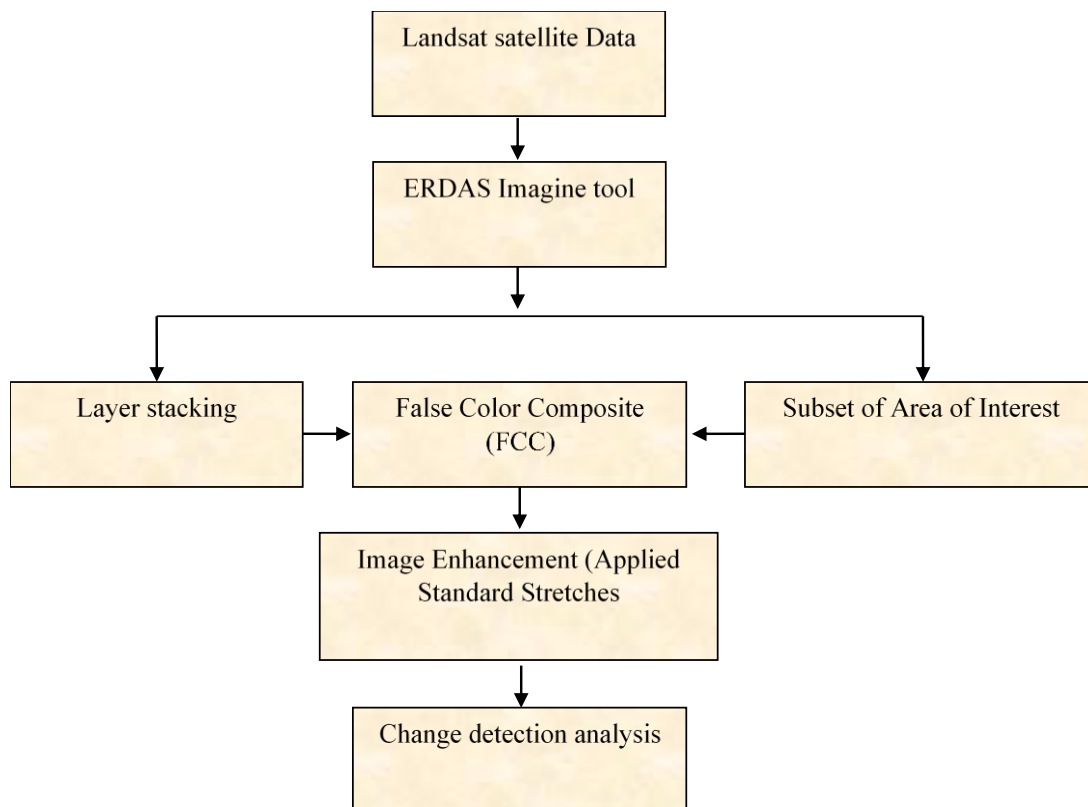 Landsat satellite Data
ERDAS Imagine tool
Layer stacking
False Color Composite
(FCC)
Subset of Area of Interest
Image Enhancement (Applied
Standard Stretches
Change detection analysis